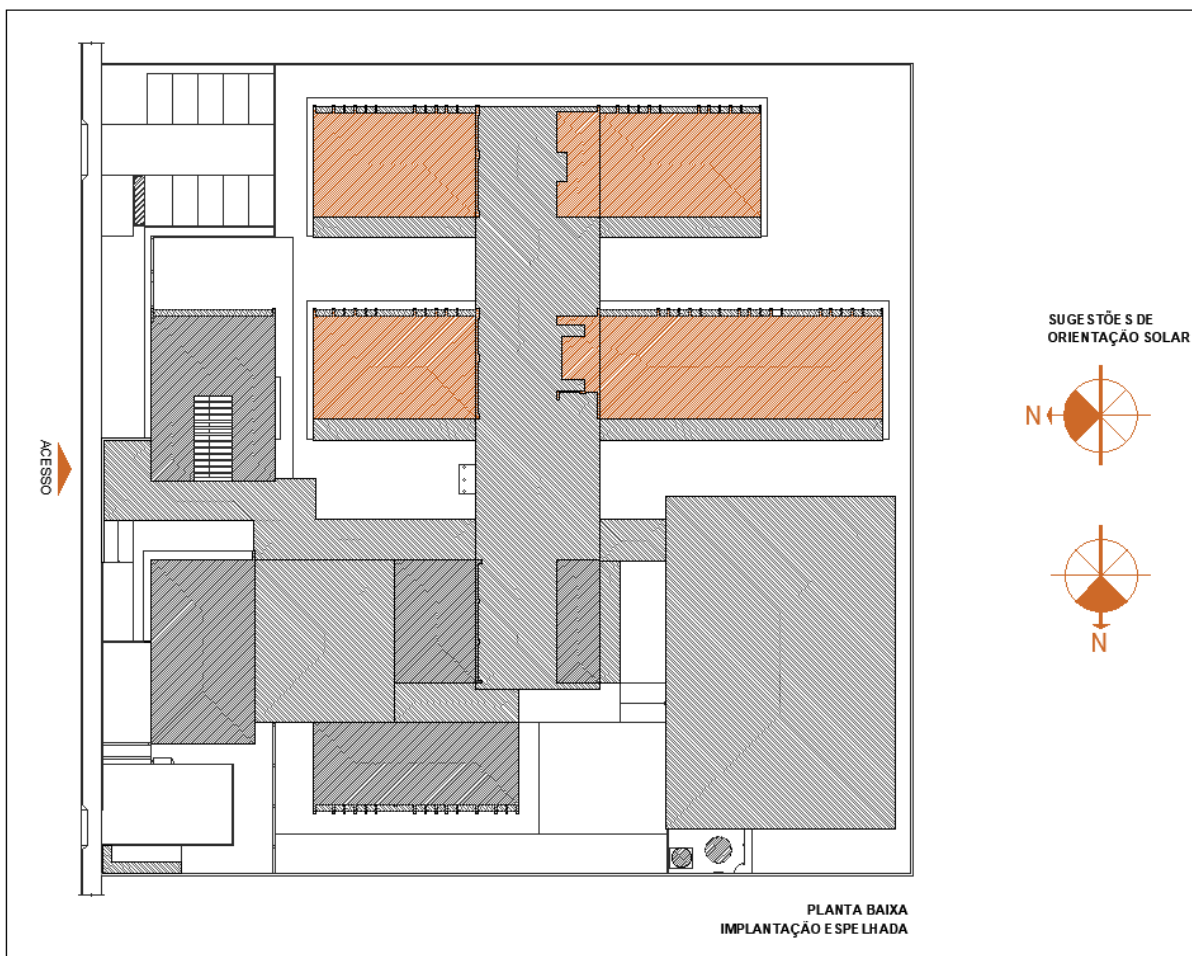 SUGESTÕES DE
ORIENTAÇÃO SOLAR
N
ACESSO
N
PLANTA BAIXA
IMPLANTAÇÃO ESPELHADA